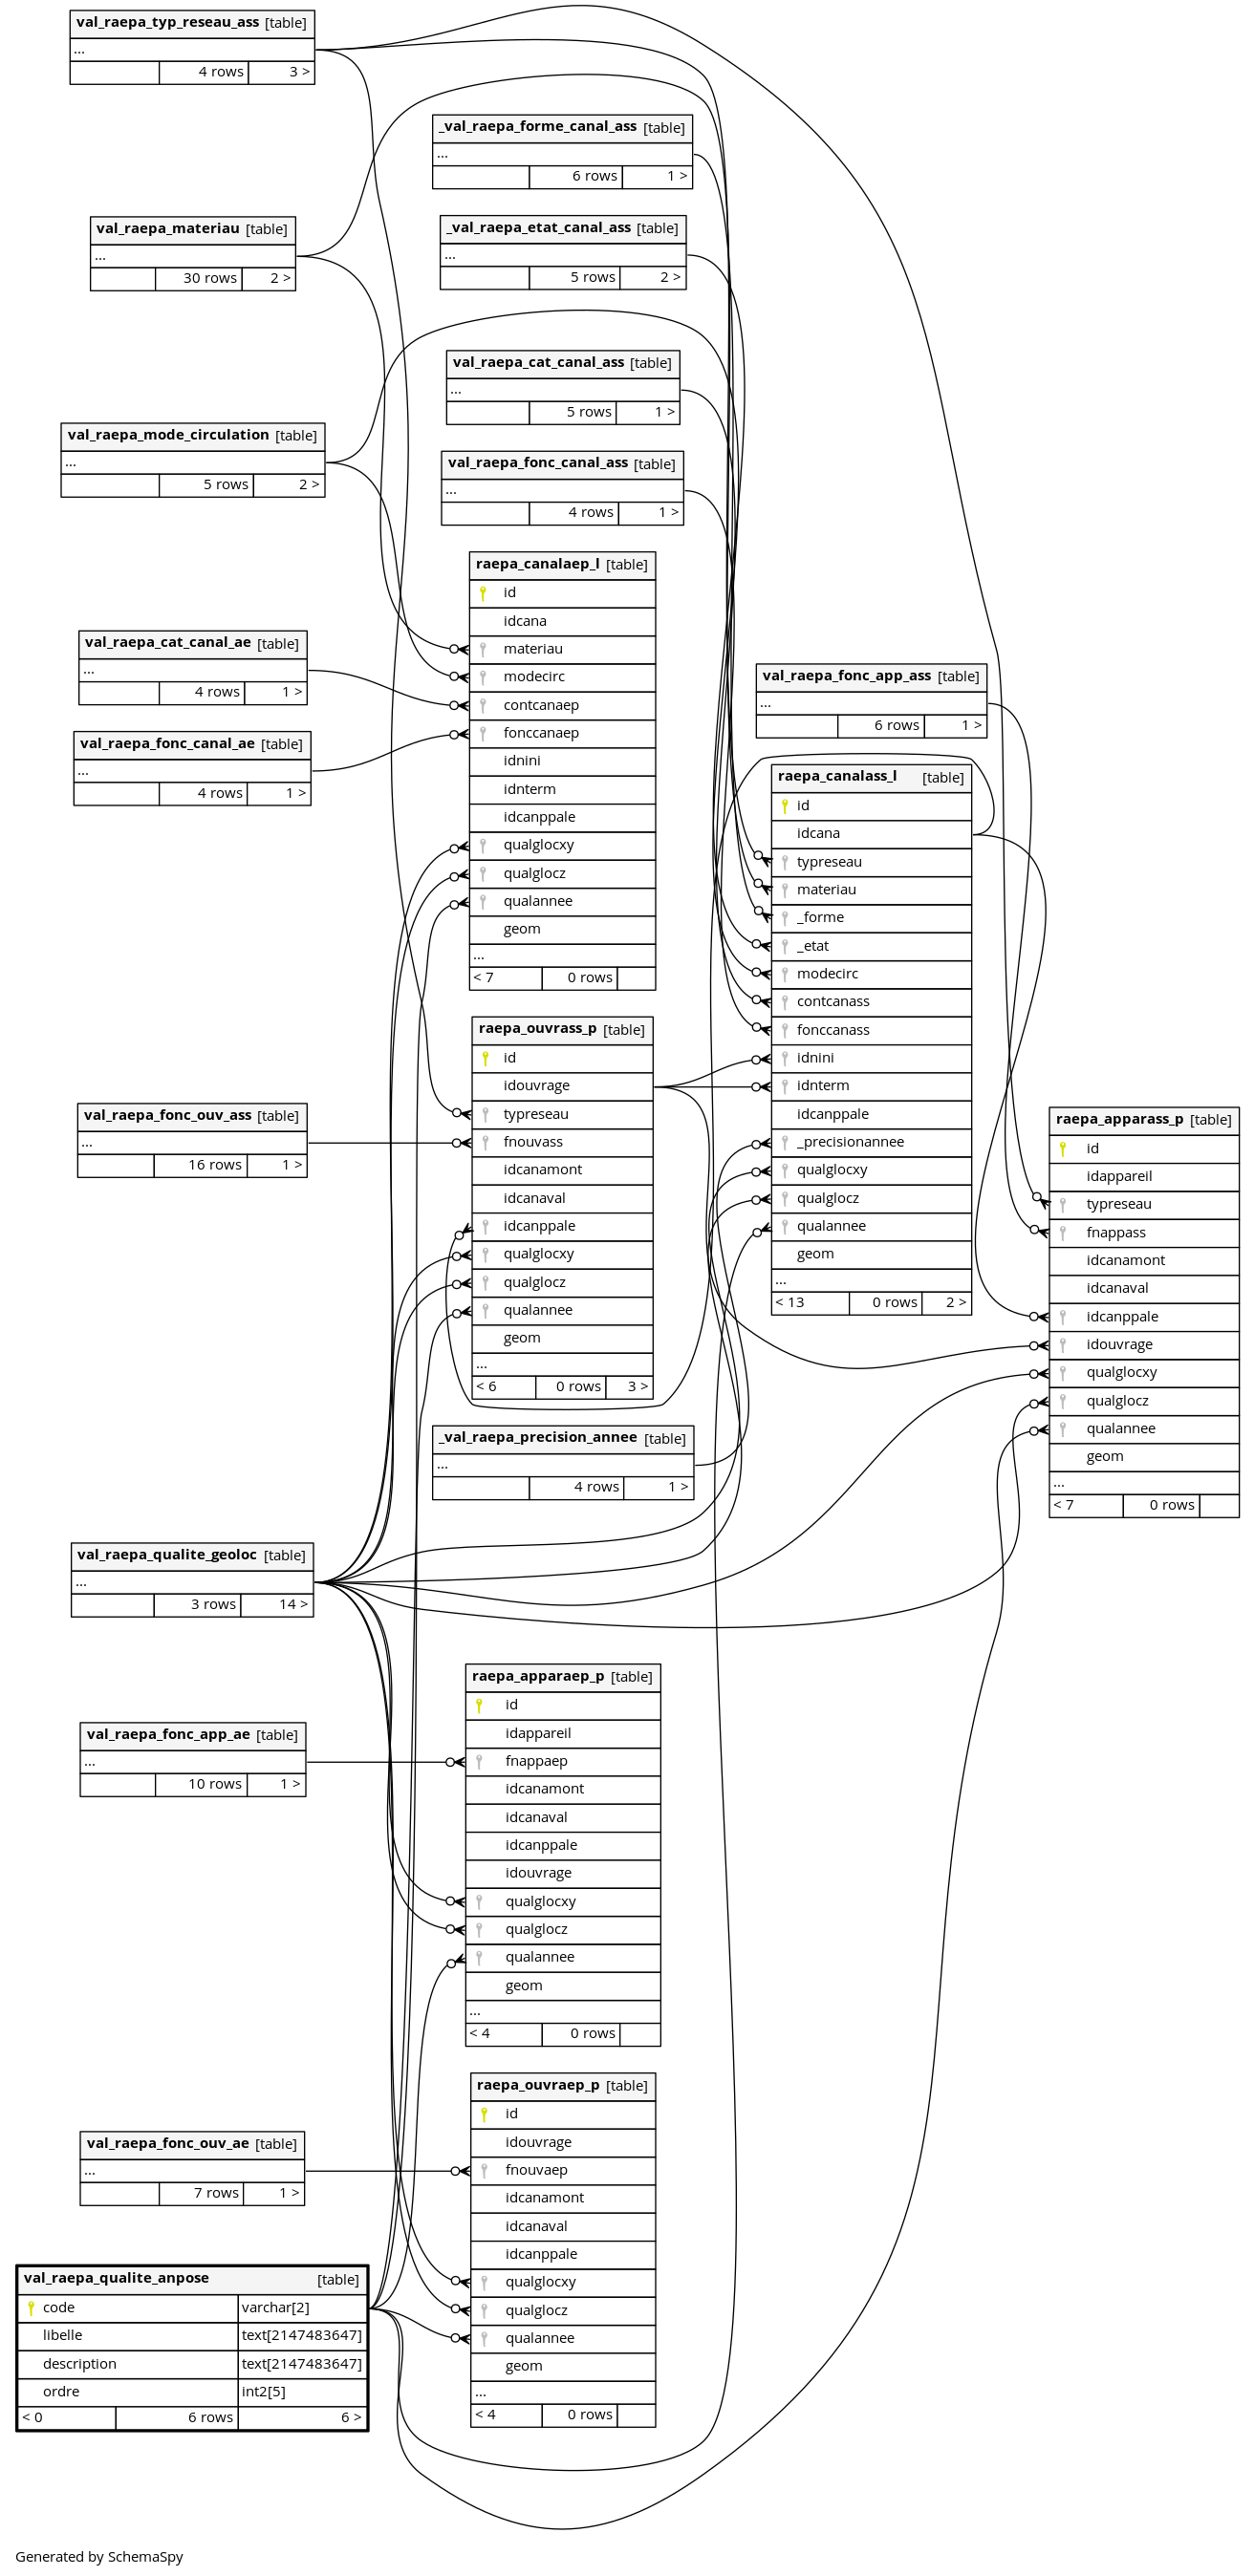 val_raepa_typ_reseau_ass [table]
...
4 rows 3 >
_val_raepa_forme_canal_ass [table]
...
6 rows 1 >
val_raepa_materiau [table]
...
30 rows 2 >
_val_raepa_etat_canal_ass [table]
...
5 rows 2 >
val_raepa_cat_canal_ass [table]
...
5 rows 1 >
val_raepa_mode_circulation [table]
...
5 rows 2 >
val_raepa_fonc_canal_ass [table]
...
4 rows 1 >
raepa_canalaep_l [table]
id
idcana
materiau
modecirc
contcanaep
fonccanaep
idnini
idnterm
idcanppale
qualglocxy
qualglocz
qualannee
geom
...
< 7 0 rows
val_raepa_cat_canal_ae [table]
...
4 rows 1 >
val_raepa_fonc_canal_ae [table]
...
4 rows 1 >
val_raepa_fonc_app_ass [table]
...
6 rows 1 >
raepa_canalass_l [table]
id
idcana
typreseau
materiau
_forme
_etat
modecirc
contcanass
fonccanass
idnini
idnterm
idcanppale
_precisionannee
qualglocxy
qualglocz
qualannee
geom
...
< 13 0 rows 2 >
raepa_ouvrass_p [table]
id
idouvrage
typreseau
fnouvass
idcanamont
idcanaval
idcanppale
qualglocxy
qualglocz
qualannee
geom
...
< 6 0 rows 3 >
val_raepa_fonc_ouv_ass [table]
...
16 rows 1 >
raepa_apparass_p [table]
id
idappareil
typreseau
fnappass
idcanamont
idcanaval
idcanppale
idouvrage
qualglocxy
qualglocz
qualannee
geom
...
< 7 0 rows
_val_raepa_precision_annee [table]
...
4 rows 1 >
val_raepa_qualite_geoloc [table]
...
3 rows 14 >
raepa_apparaep_p [table]
id
idappareil
fnappaep
idcanamont
idcanaval
idcanppale
idouvrage
qualglocxy
qualglocz
qualannee
geom
...
< 4 0 rows
val_raepa_fonc_app_ae [table]
...
10 rows 1 >
raepa_ouvraep_p [table]
id
idouvrage
fnouvaep
idcanamont
idcanaval
idcanppale
qualglocxy
qualglocz
qualannee
geom
...
< 4 0 rows
val_raepa_fonc_ouv_ae [table]
...
7 rows 1 >
val_raepa_qualite_anpose [table]
code varchar[2]
libelle text[2147483647]
description text[2147483647]
ordre int2[5]
< 0 6 rows 6 >
Generated by SchemaSpy